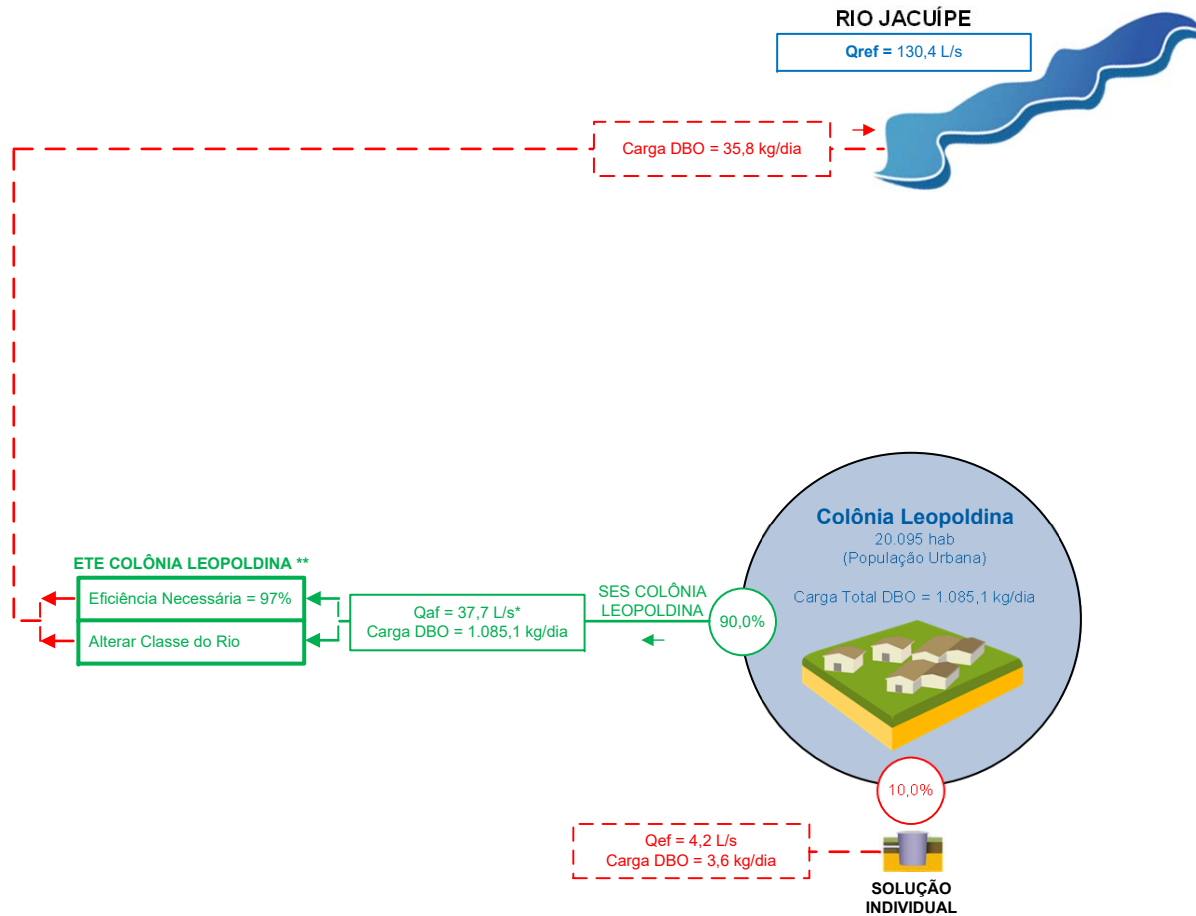 RIO JACUÍPE
Qref = 130,4 L/s
Carga DBO = 35,8 kg/dia
Colônia Leopoldina
20.095 hab
(População Urbana)
Carga Total DBO = 1.085,1 kg/dia
ETE COLÔNIA LEOPOLDINA **
Eficiência Necessária = 97%
Alterar Classe do Rio
Qaf = 37,7 L/s*
Carga DBO = 1.085,1 kg/dia
SES COLÔNIA
LEOPOLDINA
90,0%
10,0%
Qef = 4,2 L/s
Carga DBO = 3,6 kg/dia
SOLUÇÃO
INDIVIDUAL